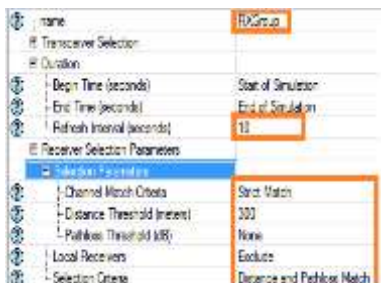 name RXGroup
Transceiver Selection
Duration
Begin Time (seconds) Start of Simulation
End Time (seconds) End of Simulation
Refresh Interval (seconds) 10
Receiver Selection Parameters
Selection Parameters
Channel Match Criteria Strict Match
Distance Threshold (meters) 300
Pathloss Threshold (dB) None
Local Receivers Exclude
Selection Criteria Distance and Pathloss Match